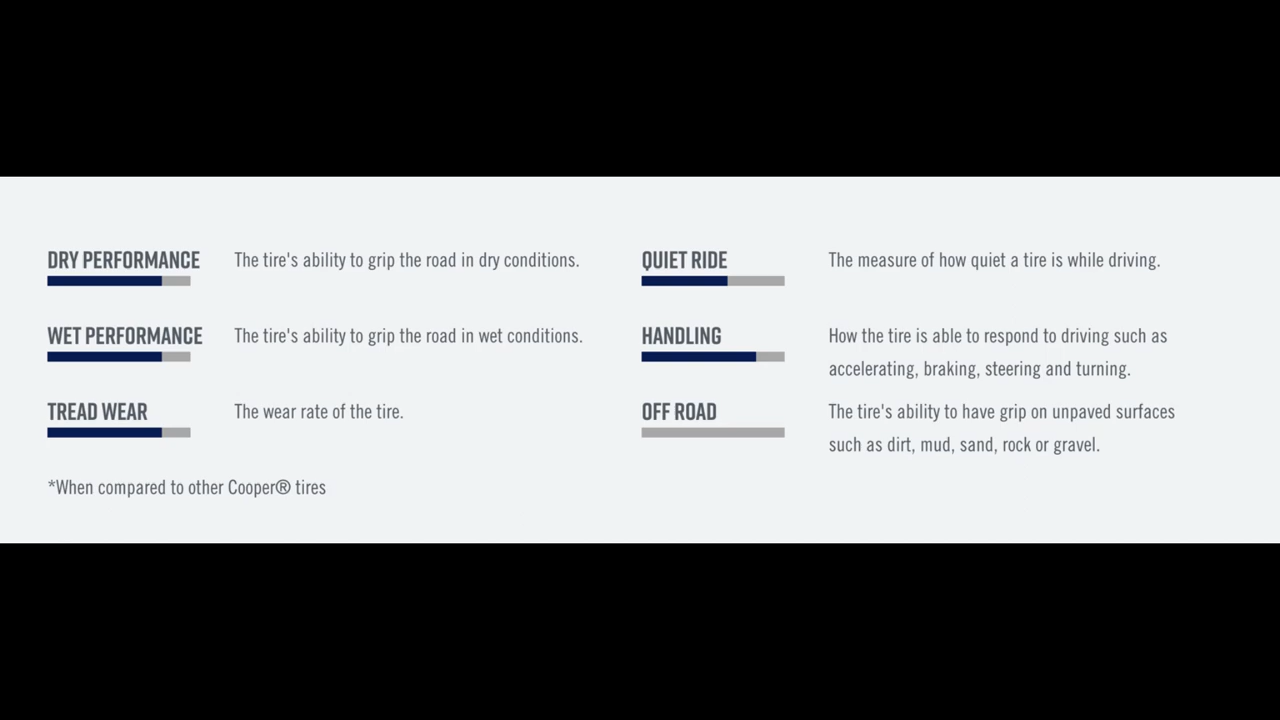 DRY PERFORMANCE
The tire's ability to grip the road in dry conditions.
WET PERFORMANCE
The tire's ability to grip the road in wet conditions.
TREAD WEAR
The wear rate of the tire.
*When compared to other Cooper® tires
QUIET RIDE
The measure of how quiet a tire is while driving.
HANDLING
How the tire is able to respond to driving such as
accelerating, braking, steering and turning.
OFF ROAD
The tire's ability to have grip on unpaved surfaces
such as dirt, mud, sand, rock or gravel.